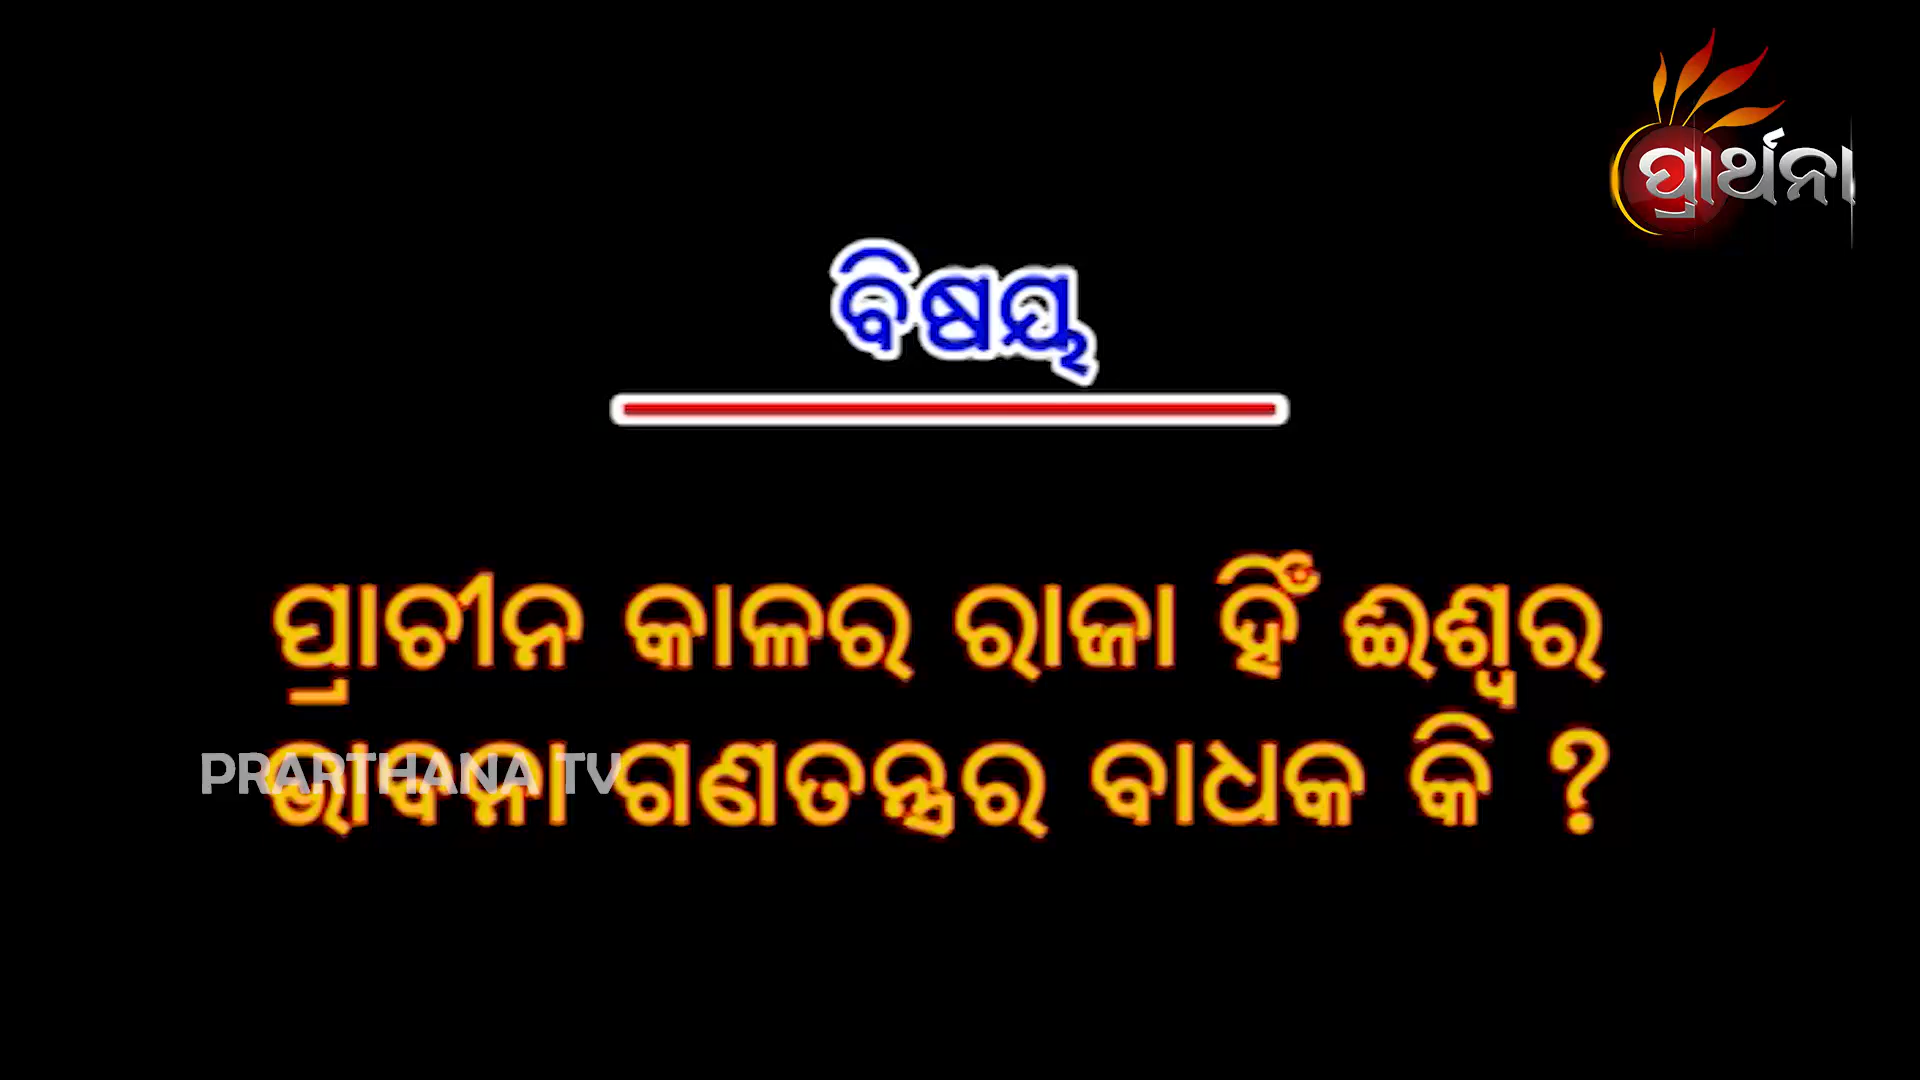 ପ୍ରାର୍ଥନା
ବିଷୟ
ପ୍ରାଚୀନ କାଳର ରାଜା ହିଁ ଈଶ୍ୱର
ଭାବନା ଗଣତନ୍ତ୍ରର ବାଧକ କି ?
PRARTHANA TV